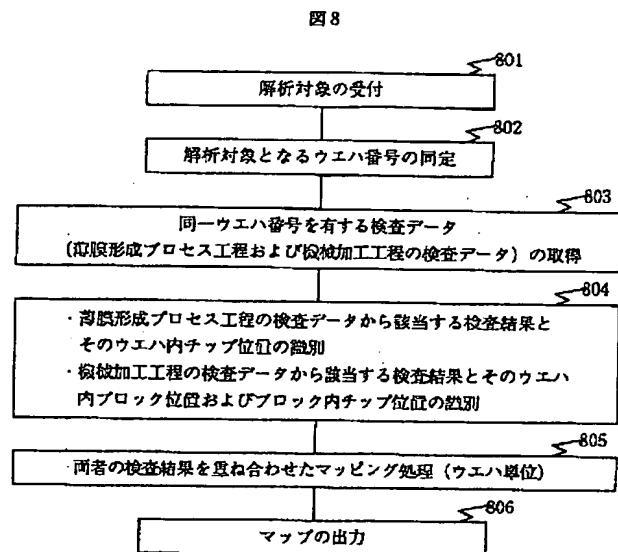 図8
801
解析対象の受付
802
解析対象となるウエハ番号の同定
803
同一ウエハ番号を有する検査データ
(薄膜形成プロセス工程および機械加工工程の検査データ)の取得
804
・薄膜形成プロセス工程の検査データから該当する検査結果と
そのウエハ内チップ位置の識別
・機械加工工程の検査データから該当する検査結果とそのウエハ
内ブロック位置およびブロック内チップ位置の識別
805
両者の検査結果を重ね合わせたマッピング処理(ウエハ単位)
806
マップの出力